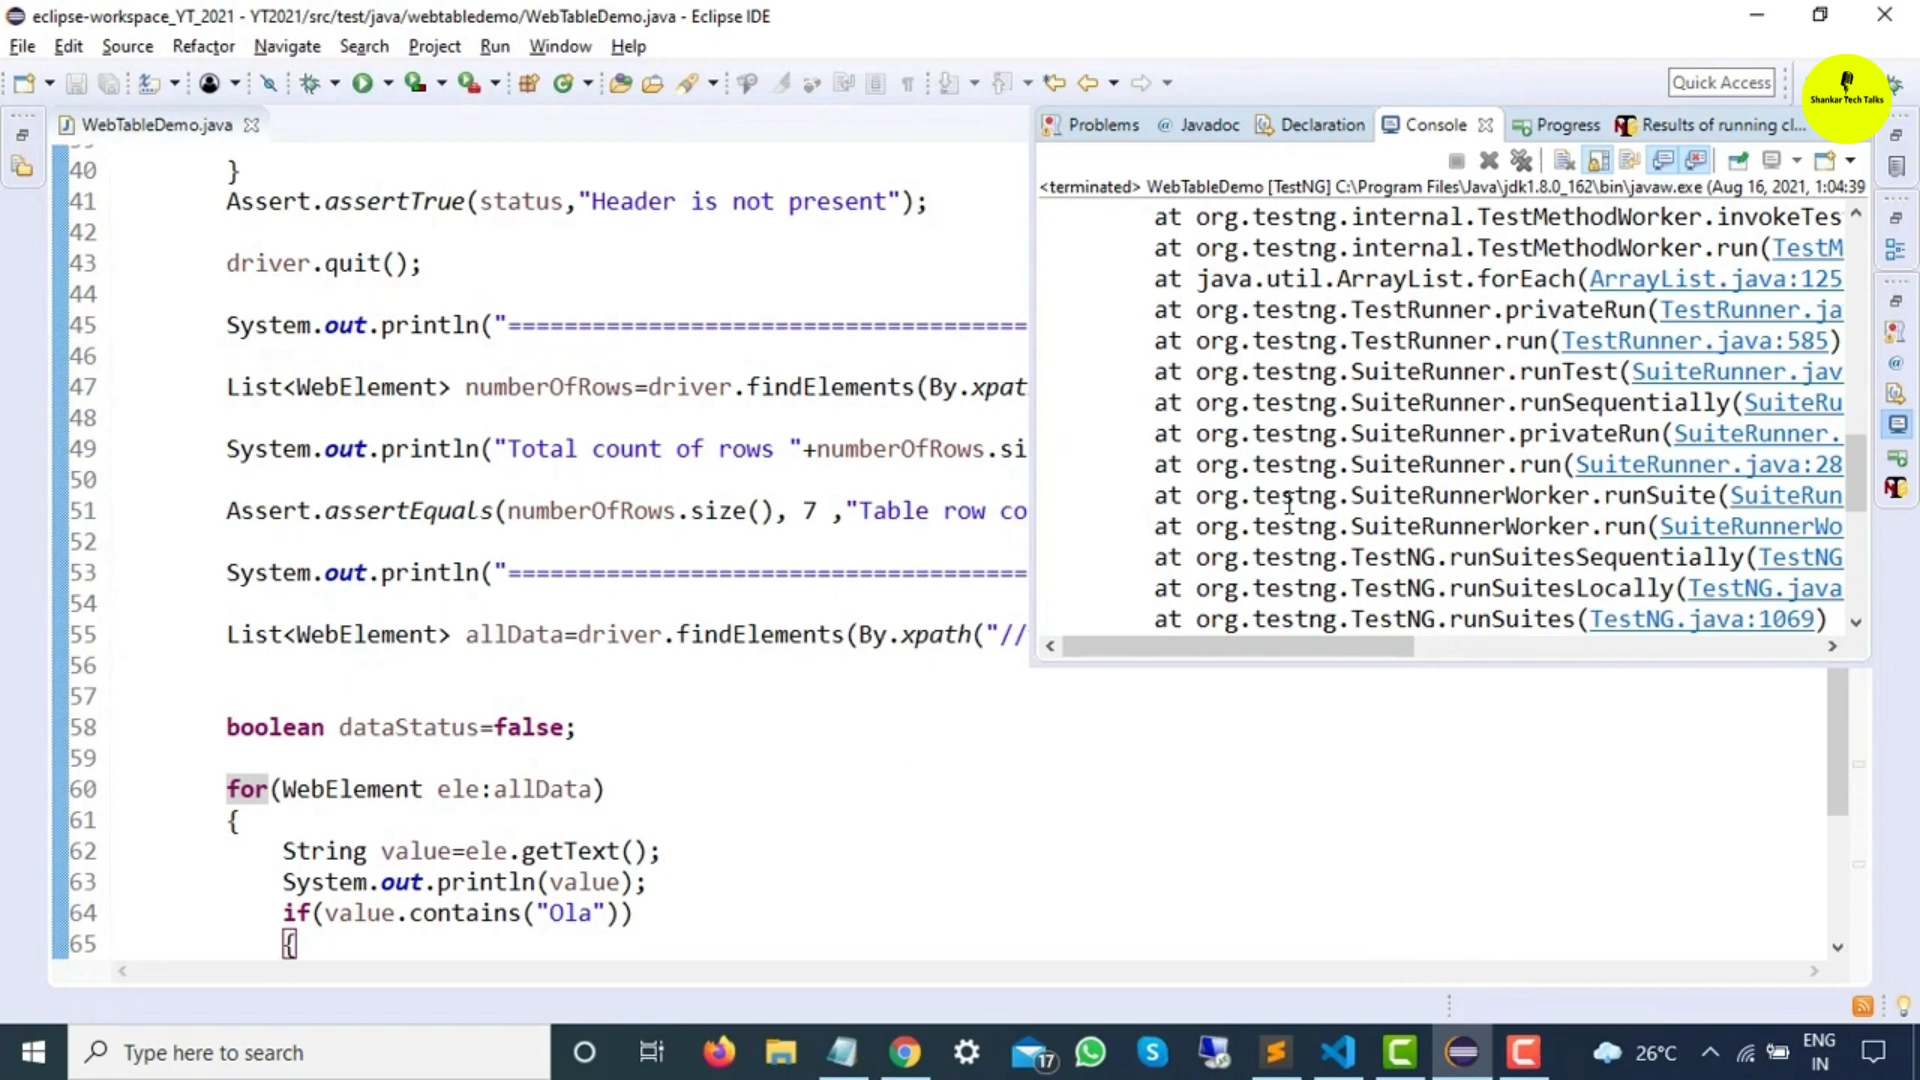 eclipse-workspace_YT_2021 - YT2021/src/test/java/webtabledemo/WebTableDemo.java - Eclipse IDE
File Edit Source Refactor Navigate Search Project Run Window Help
Quick Access
Shankar Tech Talks
WebTableDemo.java
40 }
41 Assert.assertTrue(status,"Header is not present");
42
43 driver.quit();
44
45 System.out.println("=====================================
46
47 List<WebElement> numberOfRows=driver.findElements(By.xpat
48
49 System.out.println("Total count of rows "+numberOfRows.si
50
51 Assert.assertEquals(numberOfRows.size(), 7 ,"Table row co
52
53 System.out.println("=====================================
54
55 List<WebElement> allData=driver.findElements(By.xpath("//
56
57
58 boolean dataStatus=false;
59
60 for(WebElement ele:allData)
61 {
62 String value=ele.getText();
63 System.out.println(value);
64 if(value.contains("Ola"))
65 {
Problems @ Javadoc Declaration Console Progress Results of running cl...
<terminated> WebTableDemo [TestNG] C:\Program Files\Java\jdk1.8.0_162\bin\javaw.exe (Aug 16, 2021, 1:04:39
at org.testng.internal.TestMethodWorker.invokeTes
at org.testng.internal.TestMethodWorker.run(TestM
at java.util.ArrayList.forEach(ArrayList.java:125
at org.testng.TestRunner.privateRun(TestRunner.ja
at org.testng.TestRunner.run(TestRunner.java:585)
at org.testng.SuiteRunner.runTest(SuiteRunner.jav
at org.testng.SuiteRunner.runSequentially(SuiteRu
at org.testng.SuiteRunner.privateRun(SuiteRunner.
at org.testng.SuiteRunner.run(SuiteRunner.java:28
at org.testng.SuiteRunnerWorker.runSuite(SuiteRun
at org.testng.SuiteRunnerWorker.run(SuiteRunnerWo
at org.testng.TestNG.runSuitesSequentially(TestNG
at org.testng.TestNG.runSuitesLocally(TestNG.java
at org.testng.TestNG.runSuites(TestNG.java:1069)
Type here to search
17
26°C
ENG
IN